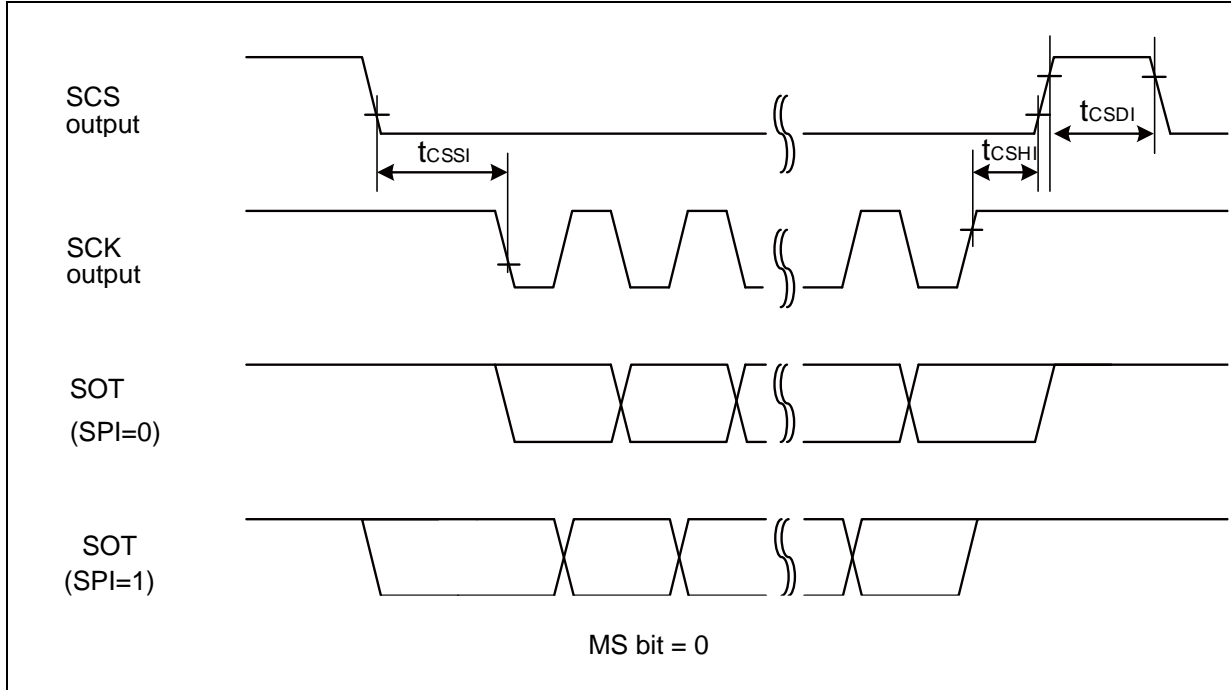 SCS
output
tCSSI
tCSHI
tCSDI
SCK
output
SOT
(SPI=0)
SOT
(SPI=1)
MS bit = 0